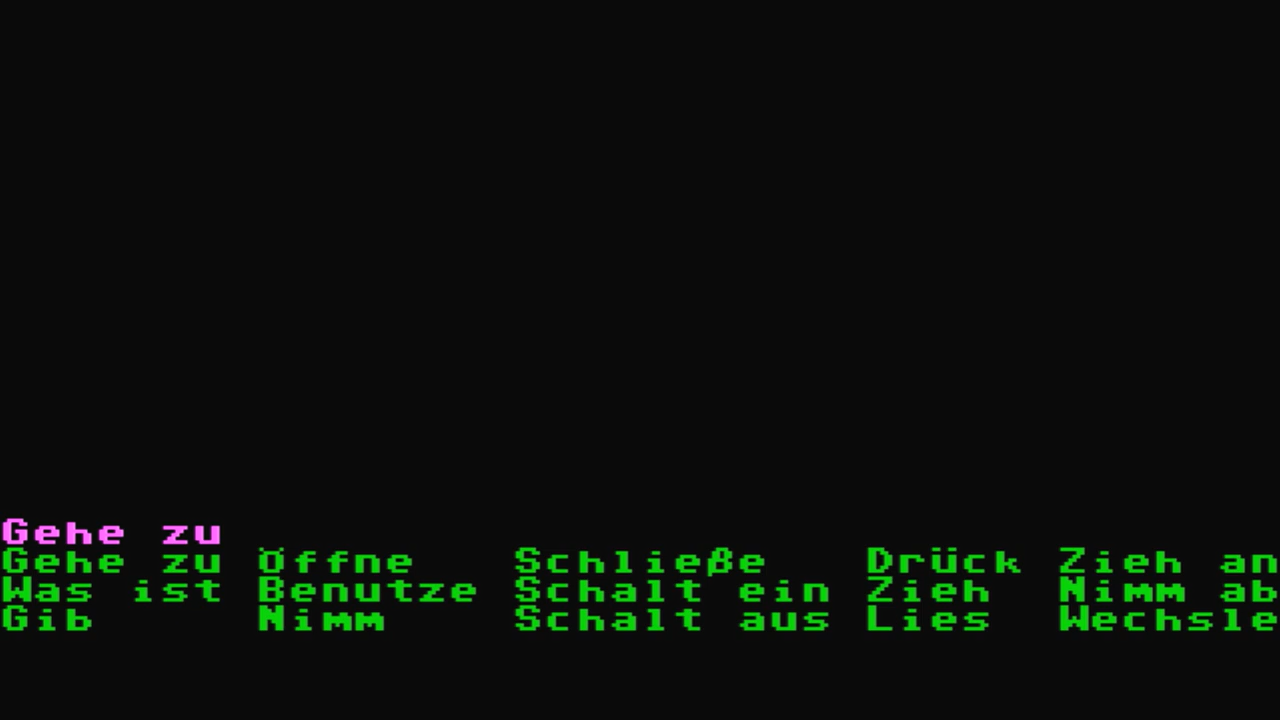 Gehe zu
Gehe zu Öffne Schließe Drück Zieh an
Was ist Benutze Schalt ein Zieh Nimm ab
Gib Nimm Schalt aus Lies Wechsle